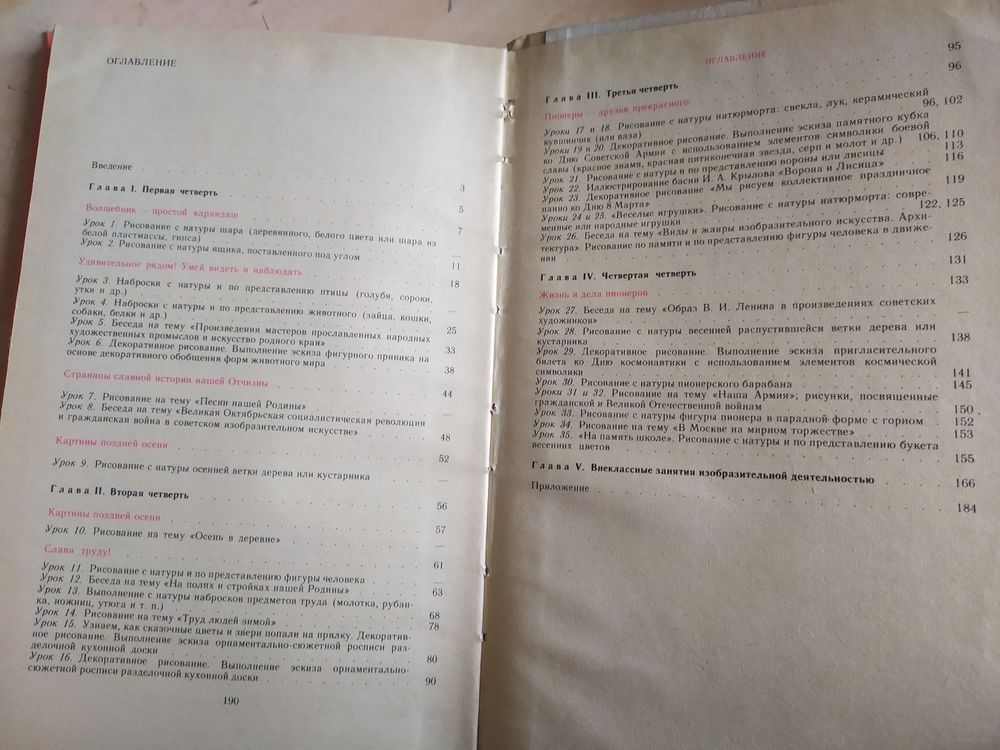 ОГЛАВЛЕНИЕ
Введение 3
Глава I. Первая четверть 5
Волшебник — простой карандаш 7
Урок 1. Рисование с натуры шара (деревянного, белого цвета или шара из
белой пластмассы, гипса) —
Урок 2. Рисование с натуры ящика, поставленного под углом 11
Удивительное рядом! Умей видеть и наблюдать 18
Урок 3. Наброски с натуры и по представлению птицы (голубя, сороки,
утки и др.) —
Урок 4. Наброски с натуры и по представлению животного (зайца, кошки,
собаки, белки и др.) 25
Урок 5. Беседа на тему «Произведения мастеров прославленных народных
художественных промыслов и искусство родного края» 33
Урок 6. Декоративное рисование. Выполнение эскиза фигурного пряника на
основе декоративного обобщения форм животного мира 38
Страницы славной истории нашей Отчизны 44
Урок 7. Рисование на тему «Песни нашей Родины» —
Урок 8. Беседа на тему «Великая Октябрьская социалистическая революция
и гражданская война в советском изобразительном искусстве» 48
Картины поздней осени 52
Урок 9. Рисование с натуры осенней ветки дерева или кустарника —
Глава II. Вторая четверть 56
Картины поздней осени 57
Урок 10. Рисование на тему «Осень в деревне» —
Слава труду! 61
Урок 11. Рисование с натуры и по представлению фигуры человека —
Урок 12. Беседа на тему «На полях и стройках нашей Родины» 63
Урок 13. Выполнение с натуры набросков предметов труда (молотка, рубан-
ка, ножниц, утюга и т. п.) 68
Урок 14. Рисование на тему «Труд людей зимой» 78
Урок 15. Узнаем, как сказочные цветы и звери попали на прялку. Декоратив-
ное рисование. Выполнение эскиза орнаментально-сюжетной росписи раз-
делочной кухонной доски 80
Урок 16. Декоративное рисование. Выполнение эскиза орнаментально-
сюжетной росписи разделочной кухонной доски 90
190
ОГЛАВЛЕНИЕ
Глава III. Третья четверть 95
Пионеры — друзья прекрасного 96
Уроки 17 и 18. Рисование с натуры натюрморта: свекла, лук, керамический
кувшинчик (или ваза) 96, 102
Уроки 19 и 20. Декоративное рисование. Выполнение эскиза памятного кубка
ко Дню Советской Армии с использованием элементов символики боевой
славы (красное знамя, красная пятиконечная звезда, серп и молот и др.) 106, 110
Урок 21. Рисование с натуры и по представлению вороны или лисицы 113
Урок 22. Иллюстрирование басни И. А. Крылова «Ворона и Лисица» 116
Урок 23. Декоративное рисование «Мы рисуем коллективное праздничное
панно ко Дню 8 Марта» 119
Уроки 24 и 25. «Веселые игрушки». Рисование с натуры натюрморта: совре-
менные или народные игрушки 122, 125
Урок 26. Беседа на тему «Виды и жанры изобразительного искусства. Архи-
тектура». Рисование по памяти и по представлению фигуры человека в движе-
нии 126
Глава IV. Четвертая четверть 131
Жизнь и дела пионеров 133
Урок 27. Беседа на тему «Образ В. И. Ленина в произведениях советских
художников» —
Урок 28. Рисование с натуры весенней распустившейся ветки дерева или
кустарника 138
Урок 29. Декоративное рисование. Выполнение эскиза пригласительного
билета ко Дню космонавтики с использованием элементов космической
символики 141
Урок 30. Рисование с натуры пионерского барабана 145
Уроки 31 и 32. Рисование на тему «Наша Армия»; рисунки, посвященные
гражданской и Великой Отечественной войнам 150
Урок 33. Рисование с натуры фигуры пионера в парадной форме с горном 152
Урок 34. Рисование на тему «В Москве на мирном торжестве» 153
Урок 35. «На память школе». Рисование с натуры и по представлению букета
весенних цветов 155
Глава V. Внеклассные занятия изобразительной деятельностью 166
Приложение 184